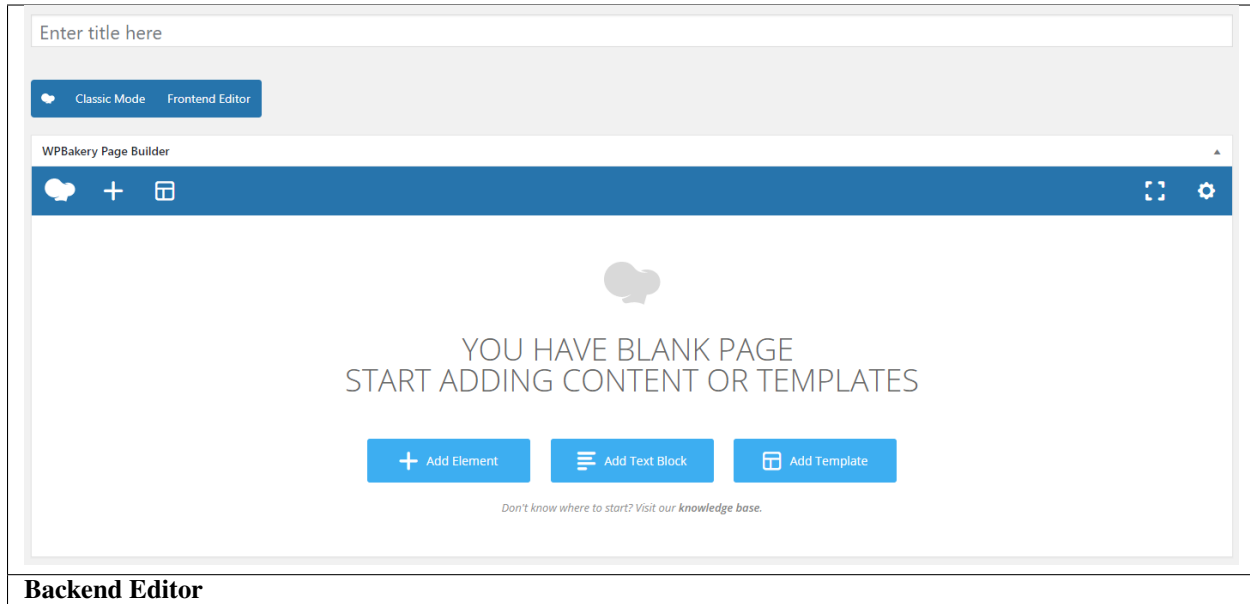 Enter title here
Classic Mode Frontend Editor
WPBakery Page Builder
YOU HAVE BLANK PAGE
START ADDING CONTENT OR TEMPLATES
Add Element Add Text Block Add Template
Don't know where to start? Visit our knowledge base.
Backend Editor